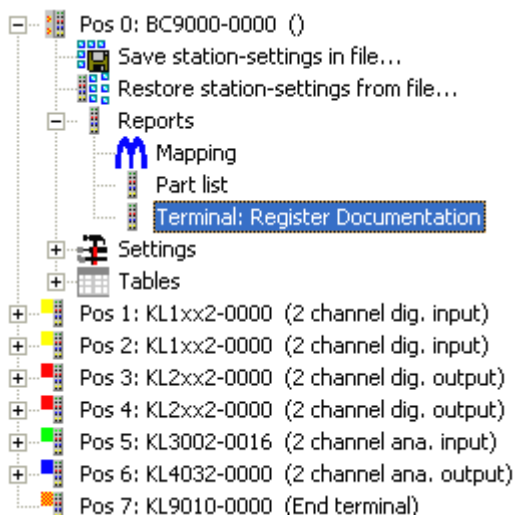 Pos 0: BC9000-0000 ()
Save station-settings in file...
Restore station-settings from file...
Reports
Mapping
Part list
Terminal: Register Documentation
Settings
Tables
Pos 1: KL1xx2-0000 (2 channel dig. input)
Pos 2: KL1xx2-0000 (2 channel dig. input)
Pos 3: KL2xx2-0000 (2 channel dig. output)
Pos 4: KL2xx2-0000 (2 channel dig. output)
Pos 5: KL3002-0016 (2 channel ana. input)
Pos 6: KL4032-0000 (2 channel ana. output)
Pos 7: KL9010-0000 (End terminal)